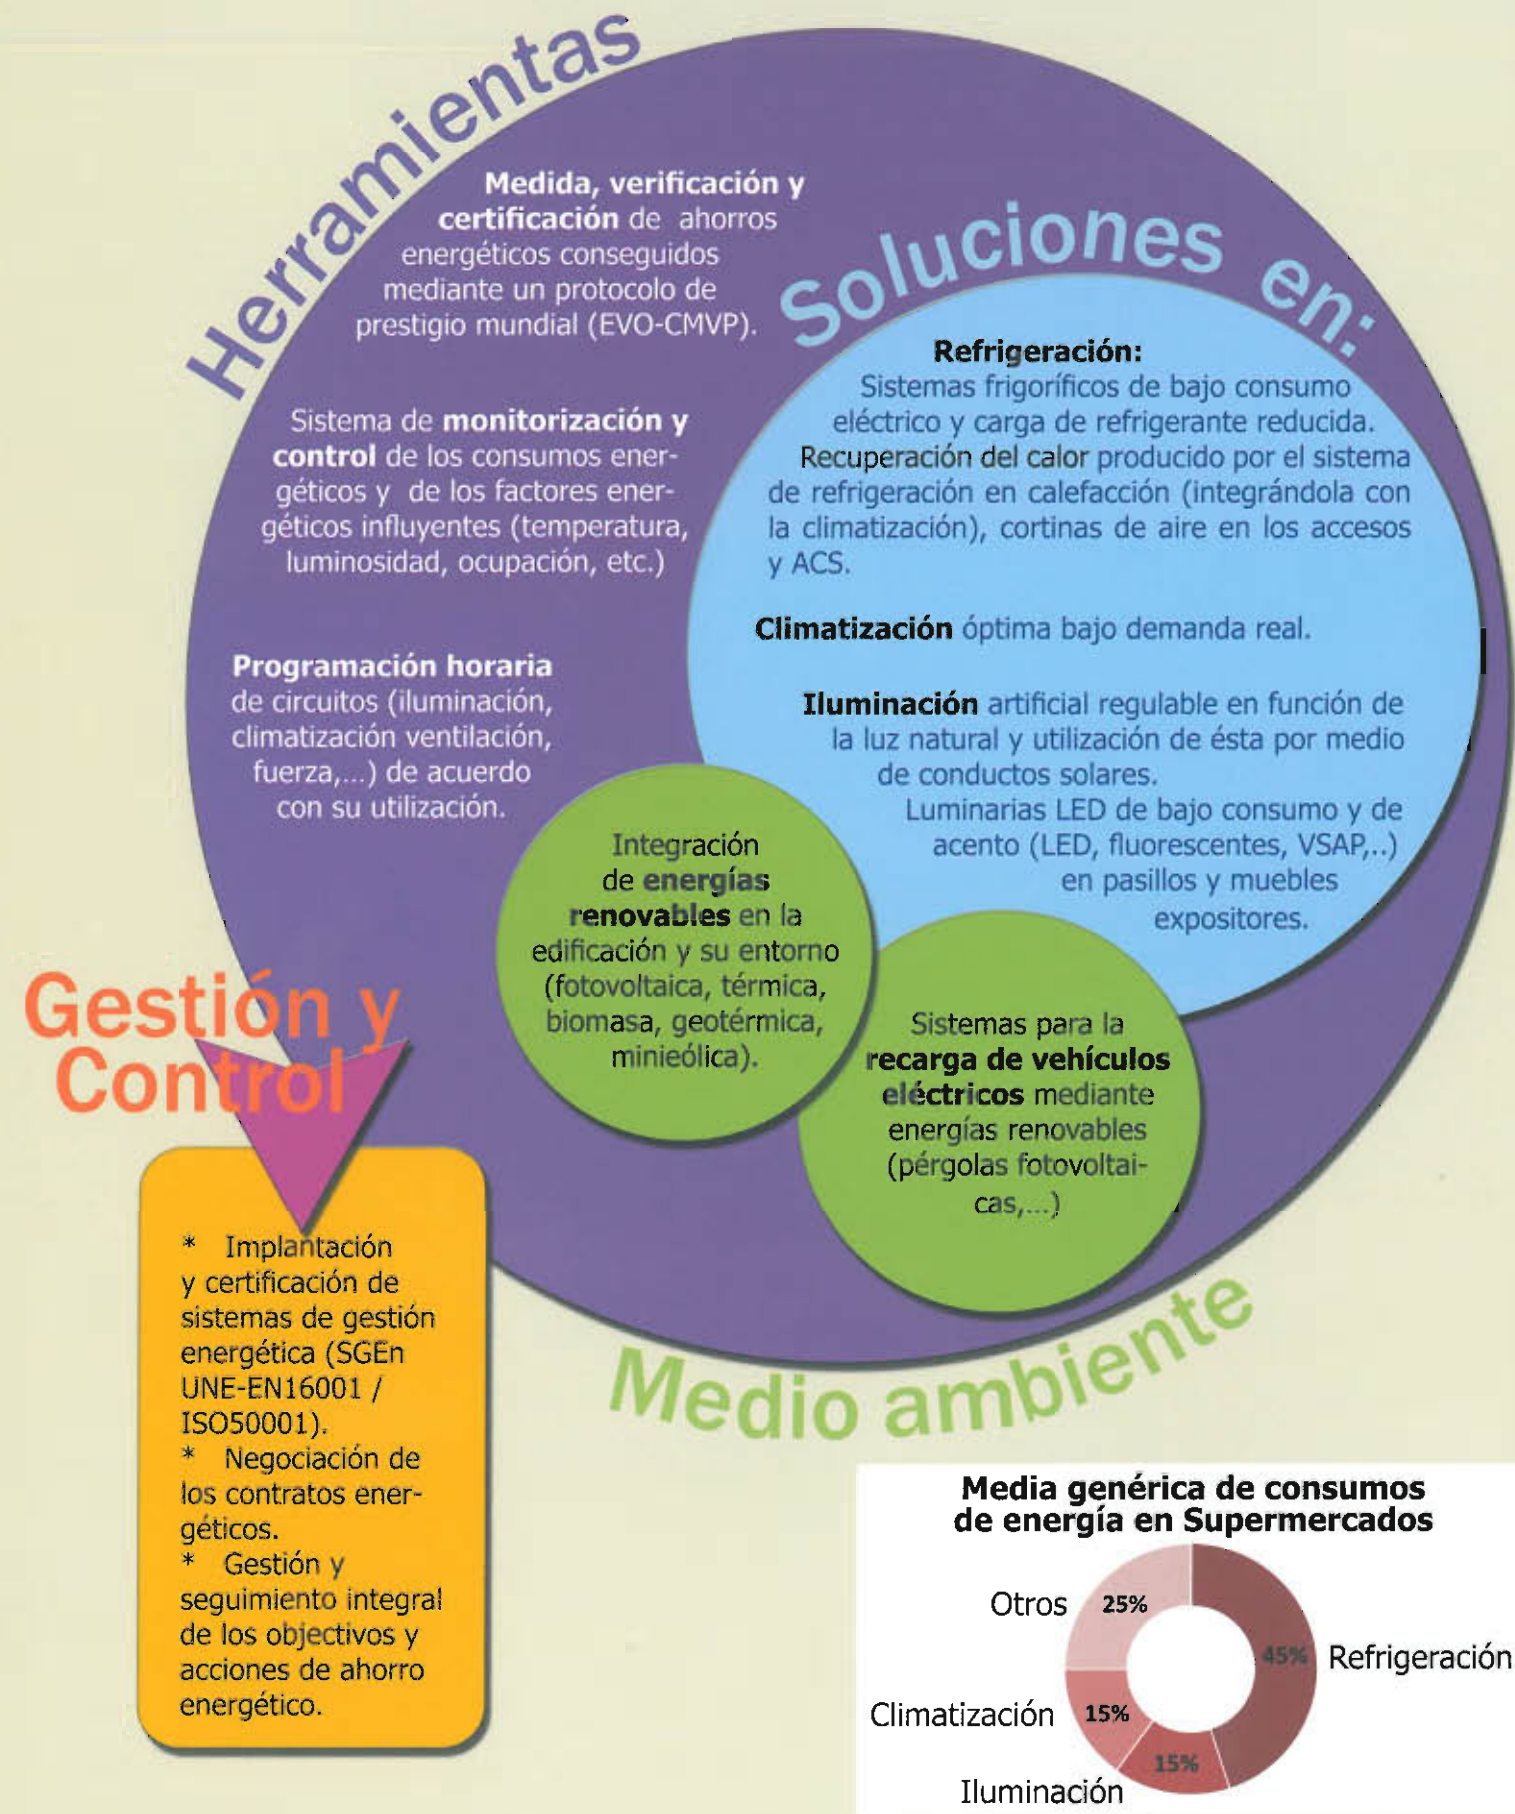 Herramientas
Medida, verificación y
certificación de ahorros
energéticos conseguidos
mediante un protocolo de
prestigio mundial (EVO-CMVP).
Sistema de monitorización y
control de los consumos ener-
géticos y de los factores ener-
géticos influyentes (temperatura,
luminosidad, ocupación, etc.)
Programación horaria
de circuitos (iluminación,
climatización ventilación,
fuerza,...) de acuerdo
con su utilización.
Soluciones en:
Refrigeración:
Sistemas frigoríficos de bajo consumo
eléctrico y carga de refrigerante reducida.
Recuperación del calor producido por el sistema
de refrigeración en calefacción (integrándola con
la climatización), cortinas de aire en los accesos
y ACS.
Climatización óptima bajo demanda real.
Iluminación artificial regulable en función de
la luz natural y utilización de ésta por medio
de conductos solares.
Luminarias LED de bajo consumo y de
acento (LED, fluorescentes, VSAP,..)
en pasillos y muebles
expositores.
Integración
de energías
renovables en la
edificación y su entorno
(fotovoltaica, térmica,
biomasa, geotérmica,
minieólica).
Sistemas para la
recarga de vehículos
eléctricos mediante
energías renovables
(pérgolas fotovoltai-
cas,...)
Medio ambiente
Gestión y
Control
* Implantación
y certificación de
sistemas de gestión
energética (SGEn
UNE-EN16001 /
ISO50001).
* Negociación de
los contratos ener-
géticos.
* Gestión y
seguimiento integral
de los objectivos y
acciones de ahorro
energético.
Media genérica de consumos
de energía en Supermercados
Otros 25%
45% Refrigeración
Climatización 15%
15%
Iluminación